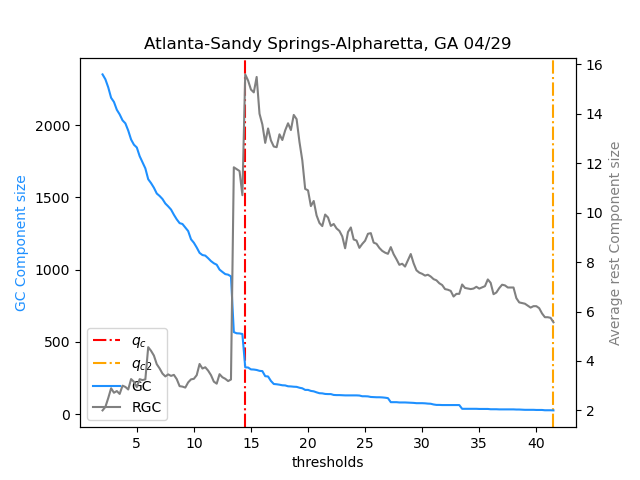 Atlanta-Sandy Springs-Alpharetta, GA 04/29
GC Component size
2000
1500
1000
500
0
16
14
12
10
8
6
4
2
Average rest Component size
q_c
q_c2
GC
RGC
5 10 15 20 25 30 35 40
thresholds